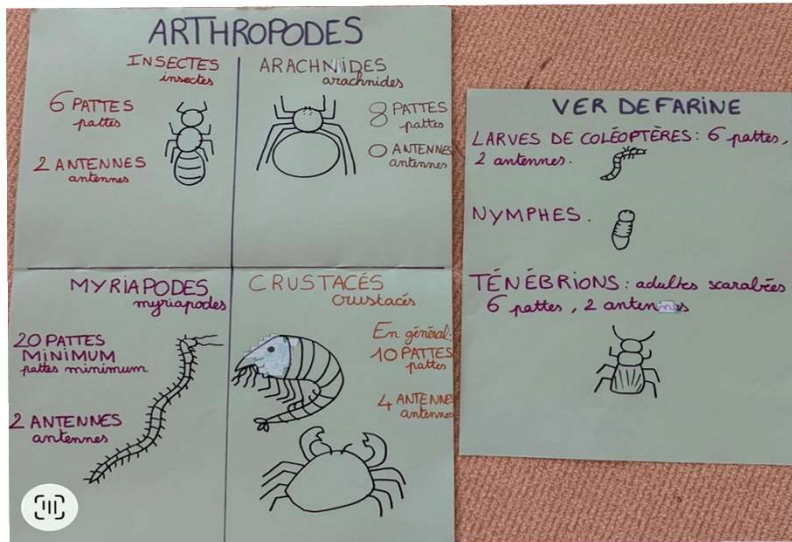 ARTHROPODES
INSECTES
insectes
6 PATTES
pattes
2 ANTENNES
antennes
ARACHNIDES
arachnides
8 PATTES
pattes
0 ANTENNES
antennes
MYRIAPODES
myriapodes
20 PATTES
MINIMUM
pattes minimum
2 ANTENNES
antennes
CRUSTACÉS
crustacés
En général:
10 PATTES
pattes
4 ANTENNES
antennes
VER DE FARINE
LARVES DE COLÉOPTÈRES: 6 pattes,
2 antennes.
NYMPHES.
TÉNÉBRIONS: adultes scarabées
6 pattes, 2 antennes